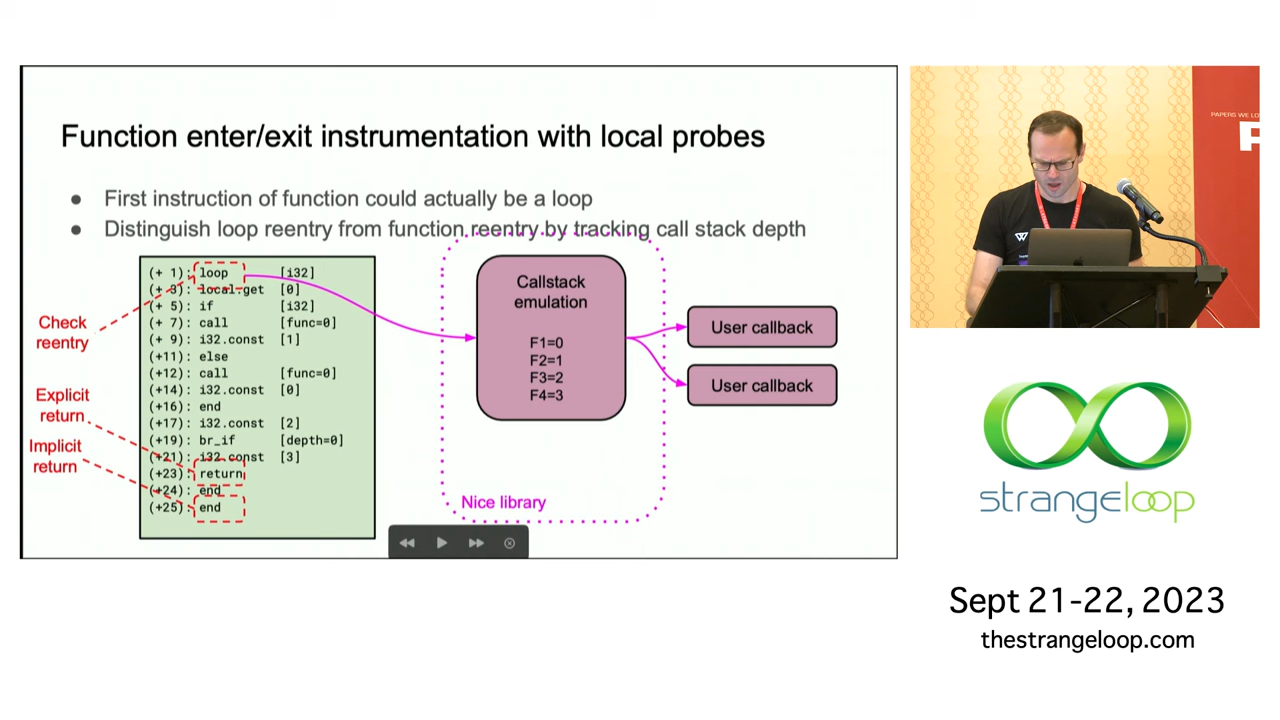 Function enter/exit instrumentation with local probes
● First instruction of function could actually be a loop
● Distinguish loop reentry from function reentry by tracking call stack depth
(+ 1): loop [i32]
(+ 3): local.get [0]
(+ 5): if [i32]
(+ 7): call [func=0]
(+ 9): i32.const [1]
(+11): else
(+12): call [func=0]
(+14): i32.const [0]
(+16): end
(+17): i32.const [2]
(+19): br_if [depth=0]
(+21): i32.const [3]
(+23): return
(+24): end
(+25): end
Check
reentry
Explicit
return
Implicit
return
Callstack
emulation
F1=0
F2=1
F3=2
F4=3
Nice library
User callback
User callback
PAPERS WE LO
P
W
strangeloop
Sept 21-22, 2023
thestrangeloop.com